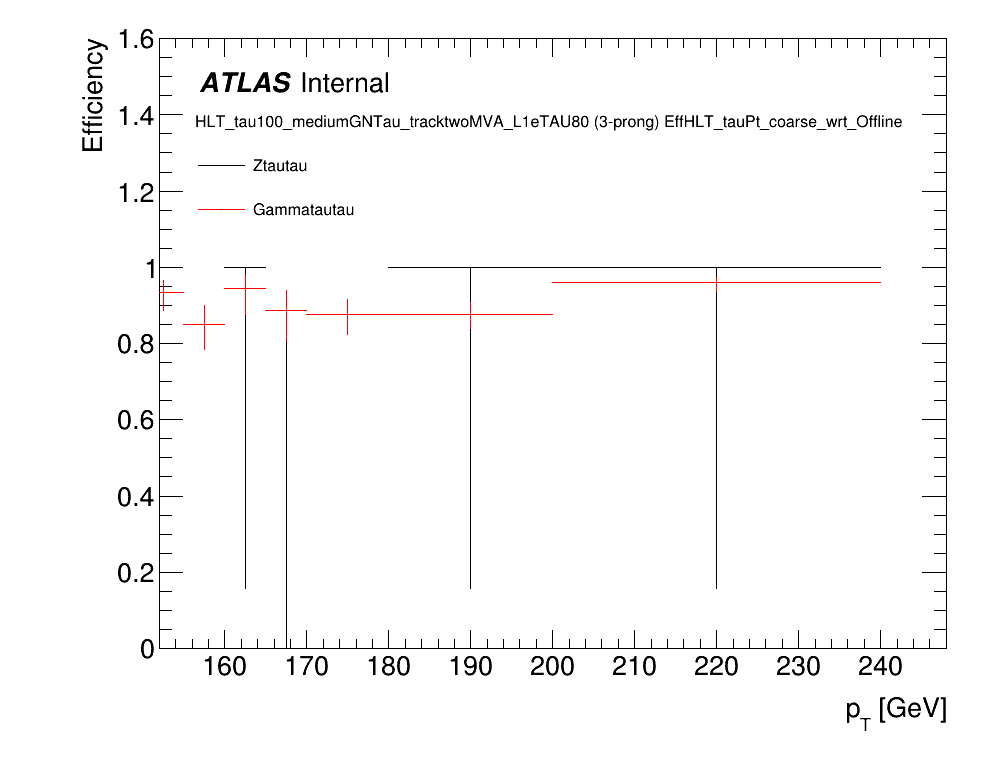 Efficiency
1.6
1.4
1.2
1
0.8
0.6
0.4
0.2
0
ATLAS Internal
HLT_tau100_mediumGNTau_tracktwoMVA_L1eTAU80 (3-prong) EffHLT_tauPt_coarse_wrt_Offline
Ztautau
Gammatautau
160 170 180 190 200 210 220 230 240
p_T [GeV]